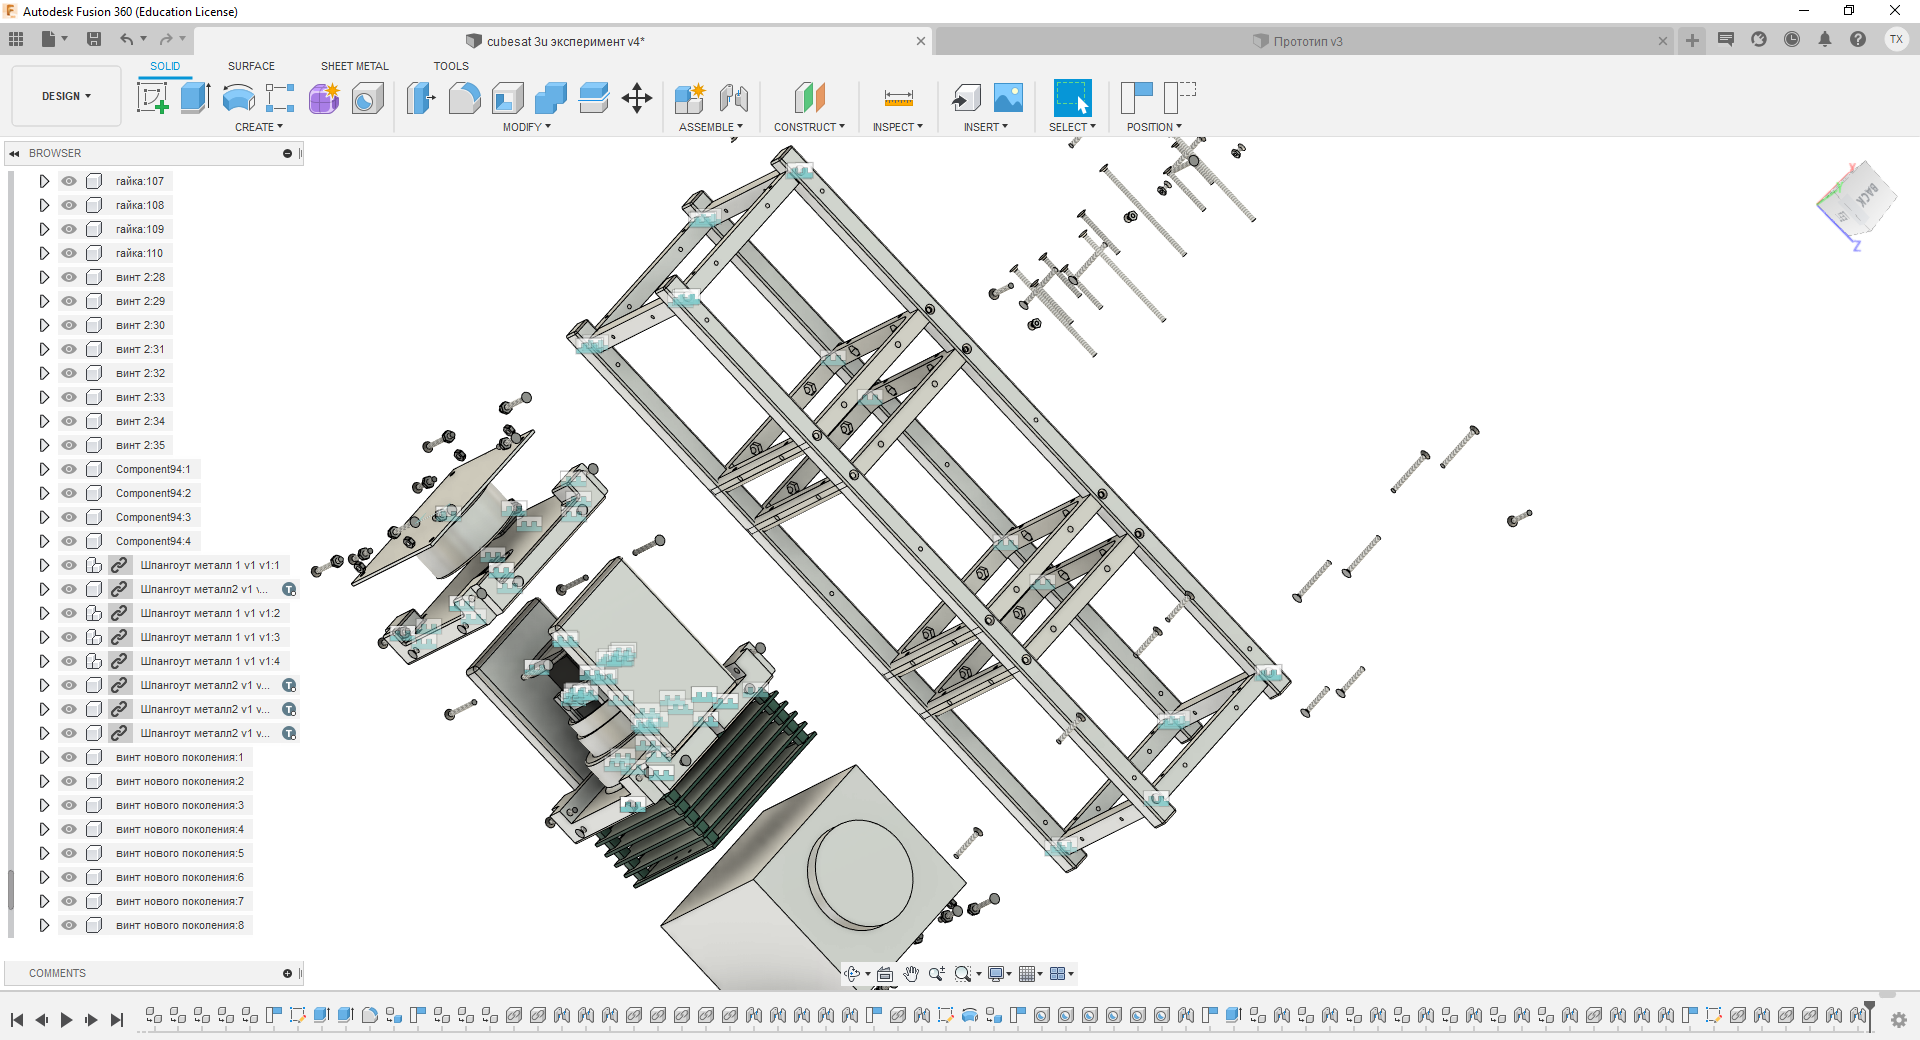 Autodesk Fusion 360 (Education License)
cubesat 3u эксперимент v4*
Прототип v3
TX
SOLID
SURFACE
SHEET METAL
TOOLS
DESIGN
CREATE
MODIFY
ASSEMBLE
CONSTRUCT
INSPECT
INSERT
SELECT
POSITION
BROWSER
гайка:107
гайка:108
гайка:109
гайка:110
винт 2:28
винт 2:29
винт 2:30
винт 2:31
винт 2:32
винт 2:33
винт 2:34
винт 2:35
Component94:1
Component94:2
Component94:3
Component94:4
Шпангоут металл 1 v1 v1:1
Шпангоут металл2 v1 v...
Шпангоут металл 1 v1 v1:2
Шпангоут металл 1 v1 v1:3
Шпангоут металл 1 v1 v1:4
Шпангоут металл2 v1 v...
Шпангоут металл2 v1 v...
Шпангоут металл2 v1 v...
винт нового поколения:1
винт нового поколения:2
винт нового поколения:3
винт нового поколения:4
винт нового поколения:5
винт нового поколения:6
винт нового поколения:7
винт нового поколения:8
COMMENTS
BACK
Z